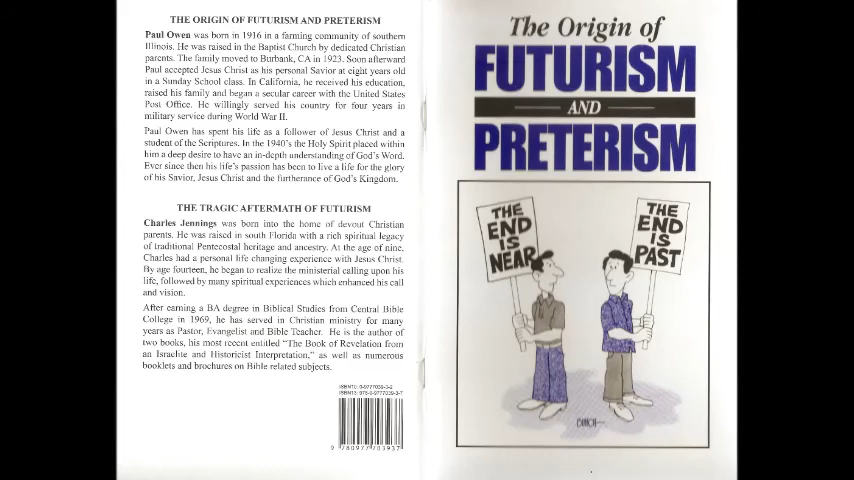 THE ORIGIN OF FUTURISM AND PRETERISM
Paul Owen was born in 1916 in a farming community of southern
Illinois. He was raised in the Baptist Church by dedicated Christian
parents. The family moved to Burbank, CA in 1923. Soon afterward
Paul accepted Jesus Christ as his personal Savior at eight years old
in a Sunday School class. In California, he received his education,
raised his family and began a secular career with the United States
Post Office. He willingly served his country for four years in
military service during World War II.
Paul Owen has spent his life as a follower of Jesus Christ and a
student of the Scriptures. In the 1940's the Holy Spirit placed within
him a deep desire to have an in-depth understanding of God's Word.
Ever since then his life's passion has been to live a life for the glory
of his Savior, Jesus Christ and the furtherance of God's Kingdom.
THE TRAGIC AFTERMATH OF FUTURISM
Charles Jennings was born into the home of devout Christian
parents. He was raised in south Florida with a rich spiritual legacy
of traditional Pentecostal heritage and ancestry. At the age of nine,
Charles had a personal life changing experience with Jesus Christ.
By age fourteen, he began to realize the ministerial calling upon his
life, followed by many spiritual experiences which enhanced his call
and vision.
After earning a BA degree in Biblical Studies from Central Bible
College in 1969, he has served in Christian ministry for many
years as Pastor, Evangelist and Bible Teacher. He is the author of
two books, his most recent entitled "The Book of Revelation from
an Israelite and Historicist Interpretation," as well as numerous
booklets and brochures on Bible related subjects.
ISBN10: 0-9777039-3-2
ISBN13: 978-0-9777039-3-7
9 780977 703937
The Origin of
FUTURISM
AND
PRETERISM
THE
END
IS
NEAR
THE
END
IS
PAST